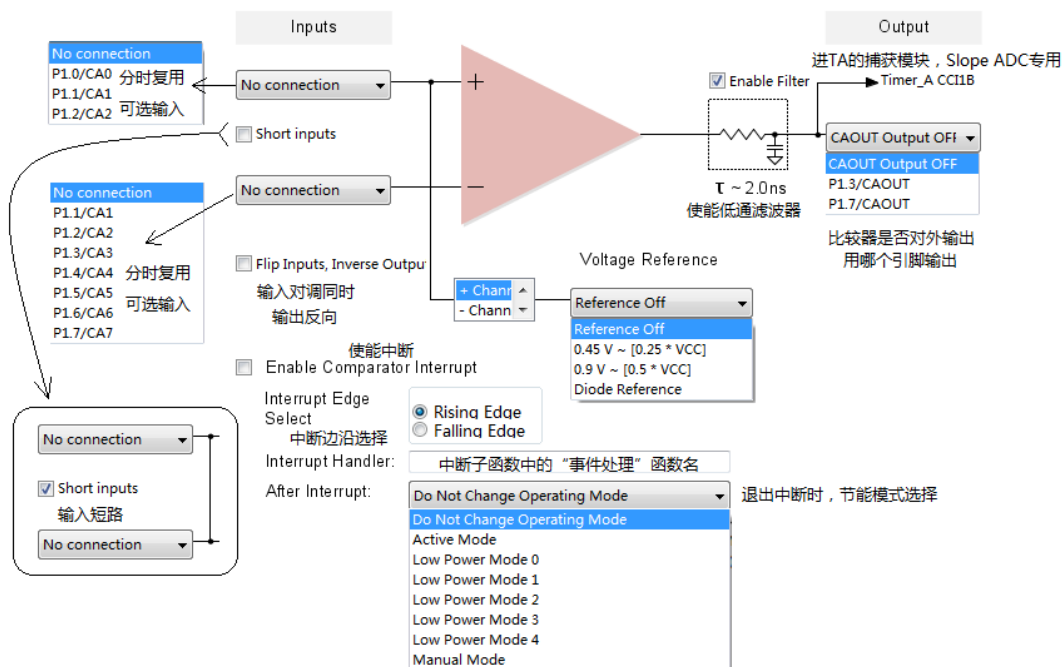 Inputs
Output
No connection
P1.0/CA0
P1.1/CA1
P1.2/CA2
分时复用
可选输入
No connection
+
Enable Filter
进TA的捕获模块，Slope ADC专用
Timer_A CCI1B
Short inputs
CAOUT Output OFF
CAOUT Output OFF
P1.3/CAOUT
P1.7/CAOUT
No connection
−
τ ~ 2.0ns
使能低通滤波器
No connection
P1.1/CA1
P1.2/CA2
P1.3/CA3
P1.4/CA4
P1.5/CA5
P1.6/CA6
P1.7/CA7
分时复用
可选输入
比较器是否对外输出
用哪个引脚输出
Flip Inputs, Inverse Output
输入对调同时
输出反向
Voltage Reference
+ Chann
- Chann
Reference Off
Reference Off
0.45 V ~ [0.25 * VCC]
0.9 V ~ [0.5 * VCC]
Diode Reference
使能中断
Enable Comparator Interrupt
Interrupt Edge
Select
中断边沿选择
Rising Edge
Falling Edge
Interrupt Handler:
中断子函数中的“事件处理”函数名
After Interrupt:
Do Not Change Operating Mode
退出中断时，节能模式选择
Do Not Change Operating Mode
Active Mode
Low Power Mode 0
Low Power Mode 1
Low Power Mode 2
Low Power Mode 3
Low Power Mode 4
Manual Mode
No connection
Short inputs
输入短路
No connection